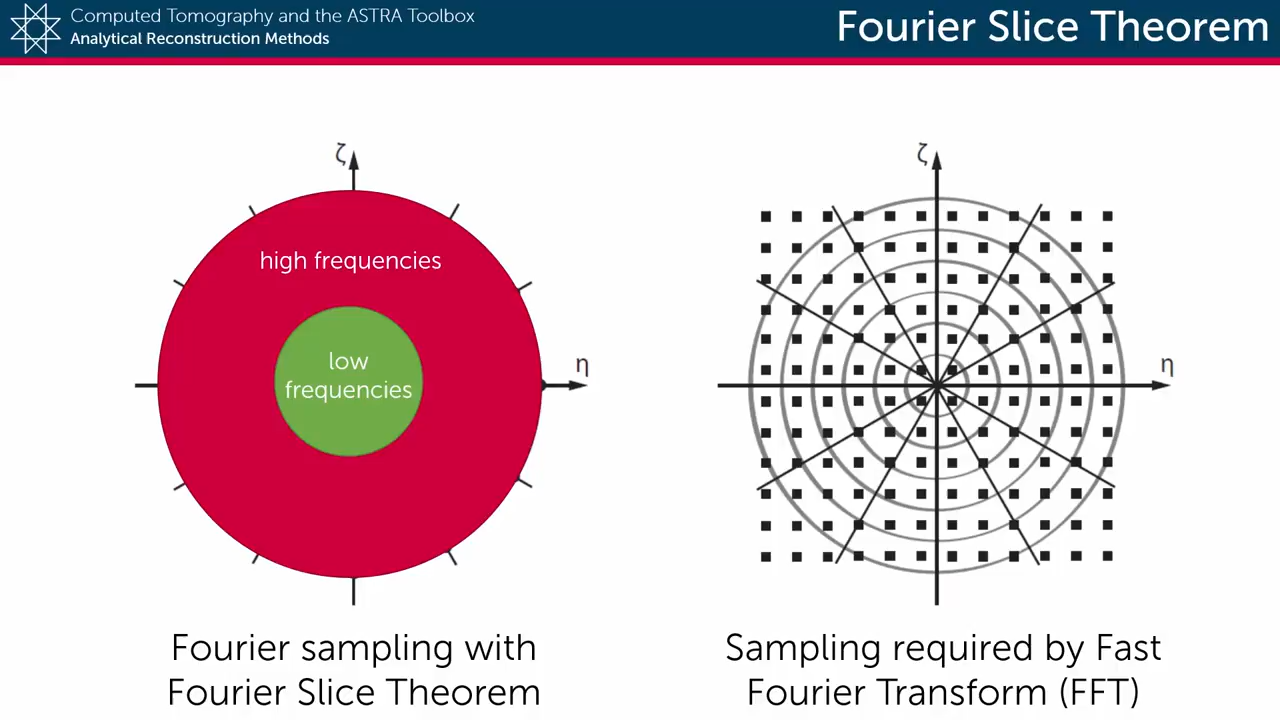 Computed Tomography and the ASTRA Toolbox
Analytical Reconstruction Methods
Fourier Slice Theorem
ζ
high frequencies
low
frequencies
η
ζ
η
Fourier sampling with
Fourier Slice Theorem
Sampling required by Fast
Fourier Transform (FFT)